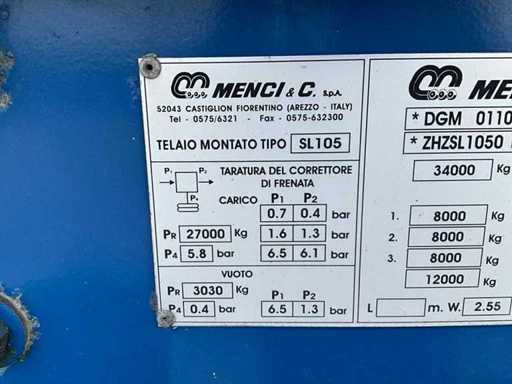 MENCI & C. s.p.a.
52043 CASTIGLION FIORENTINO (AREZZO - ITALY)
Tel - 0575/6321 - Fax - 0575-632300
TELAIO MONTATO TIPO SL105
P1 P2 TARATURA DEL CORRETTORE
DI FRENATA
P4 CARICO P1 P2
0.7 0.4 bar
PR 27000 Kg 1.6 1.3 bar
P4 5.8 bar 6.5 6.1 bar
VUOTO
PR 3030 Kg P1 P2
P4 0.4 bar 6.5 1.3 bar
MENC
* DGM 0110
* ZHZSL1050
34000 Kg
1. 8000 Kg
2. 8000 Kg
3. 8000 Kg
12000 Kg
L m. W. 2.55